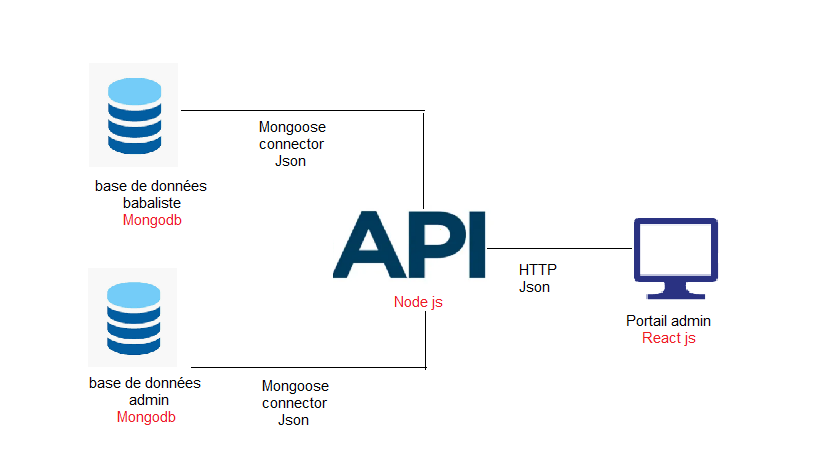 Mongoose
connector
Json
base de données
babaliste
Mongodb
API
Node js
HTTP
Json
Portail admin
React js
base de données
admin
Mongodb
Mongoose
connector
Json